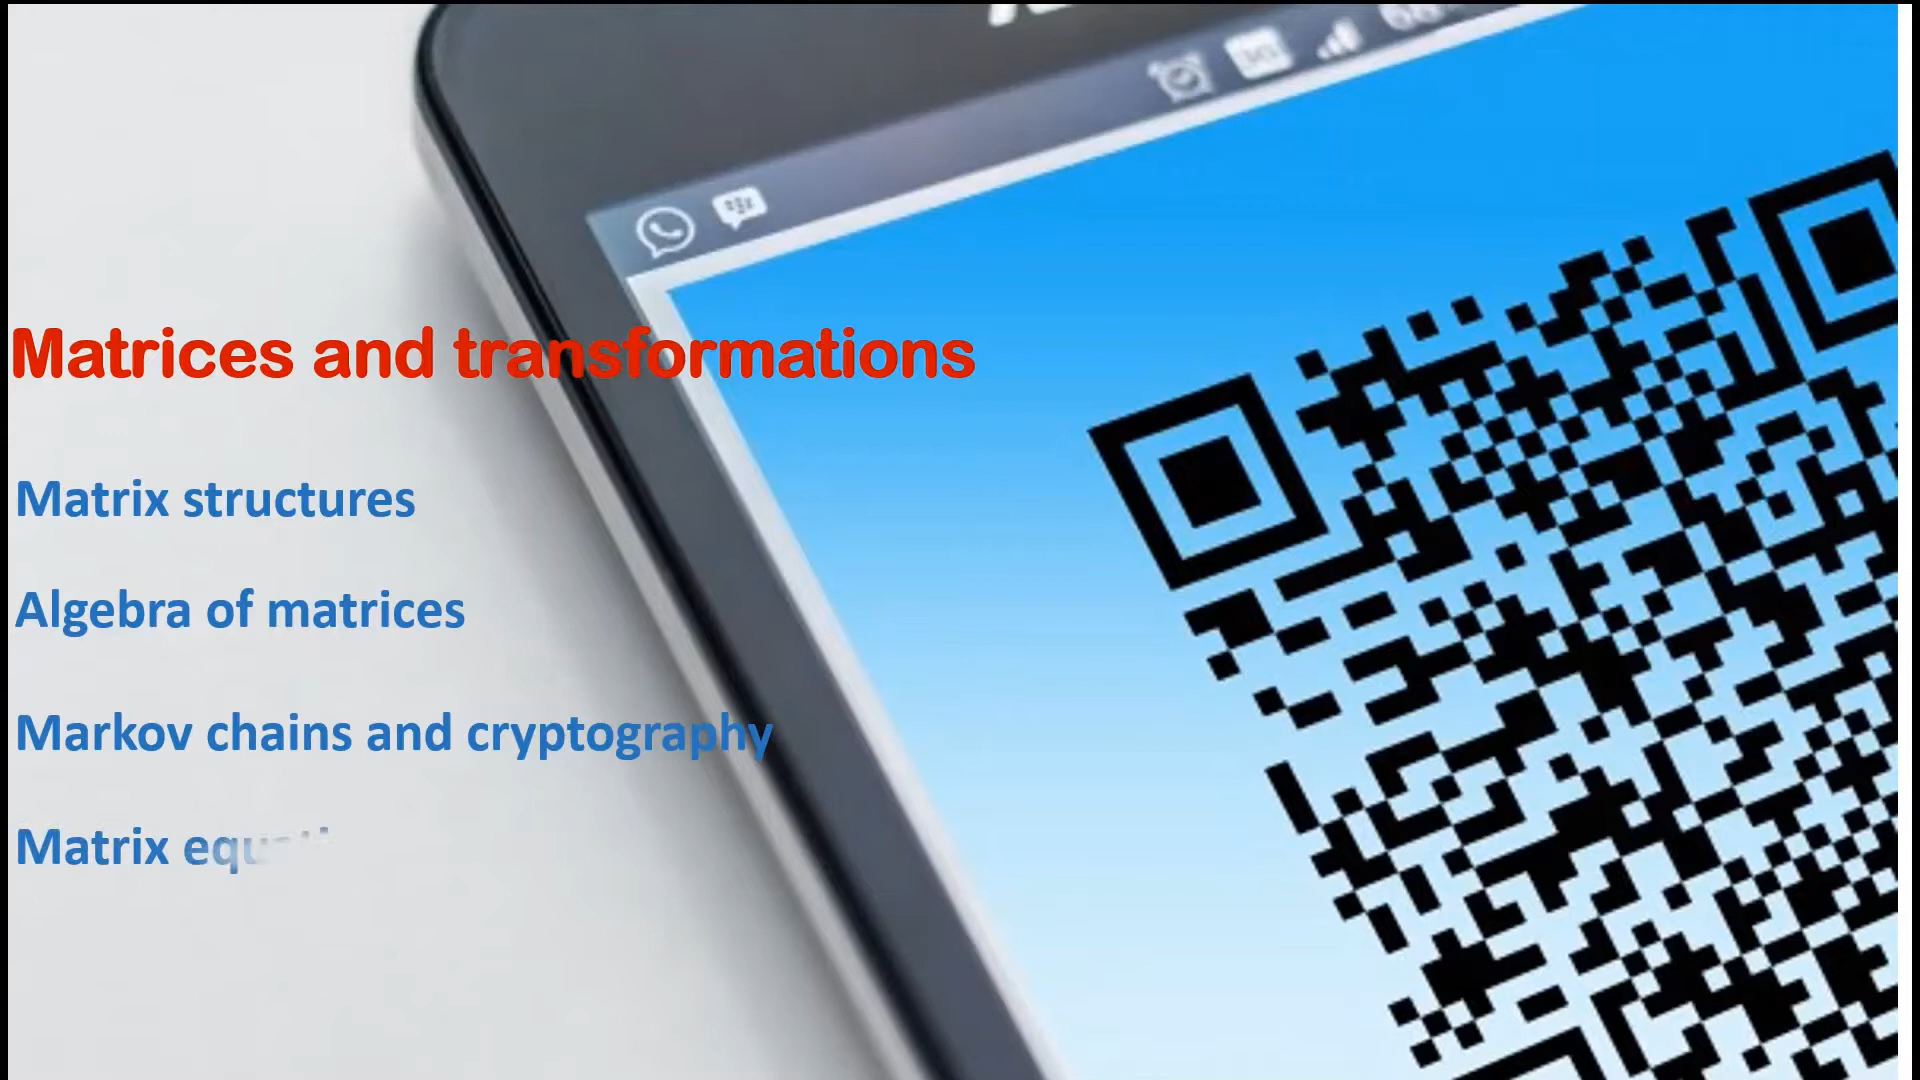 Matrices and transformations
Matrix structures
Algebra of matrices
Markov chains and cryptography
Matrix